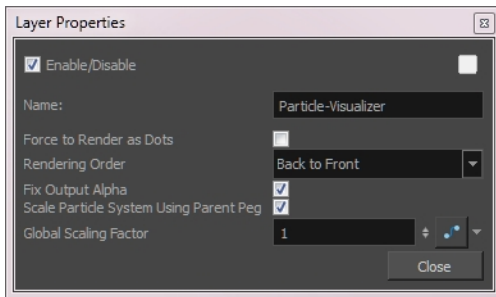 Layer Properties
Enable/Disable
Name: Particle-Visualizer
Force to Render as Dots
Rendering Order Back to Front
Fix Output Alpha
Scale Particle System Using Parent Peg
Global Scaling Factor 1
Close